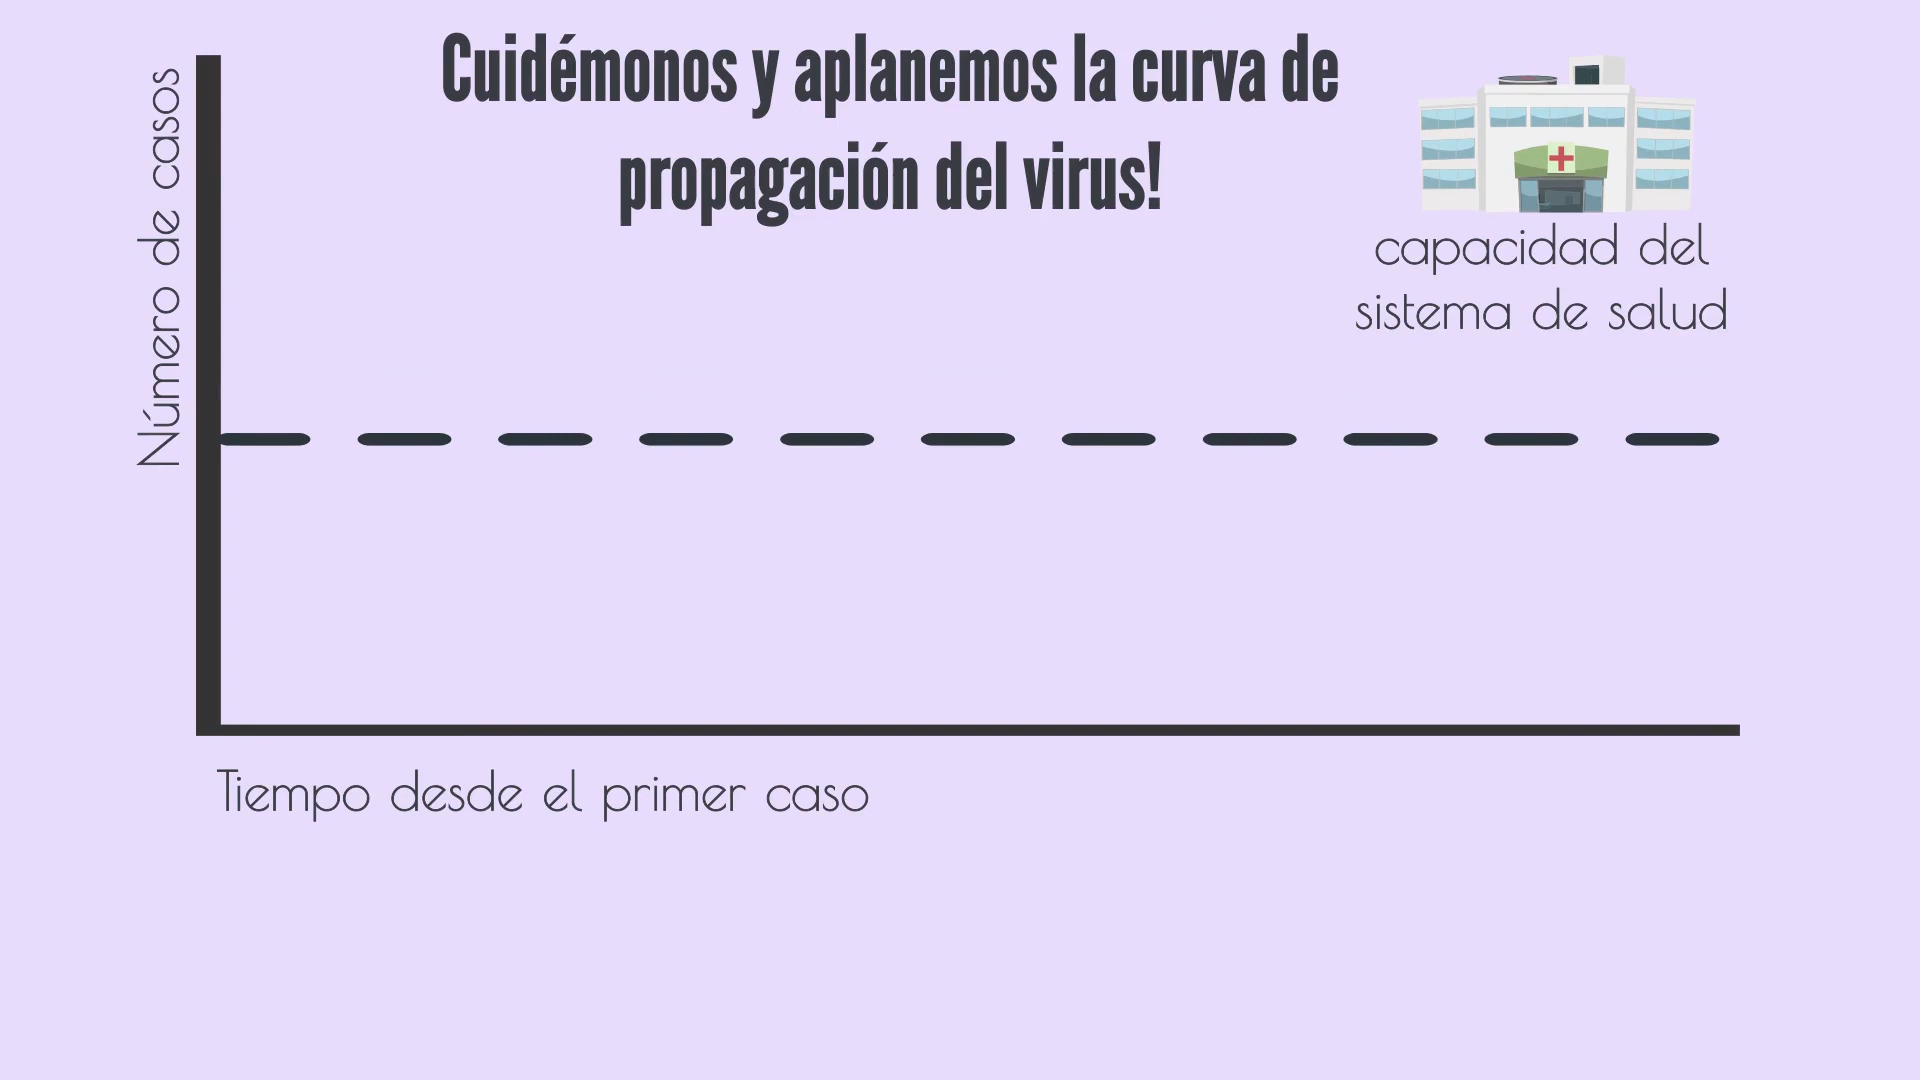 Cuidémonos y aplanemos la curva de
propagación del virus!
capacidad del
sistema de salud
Número de casos
Tiempo desde el primer caso